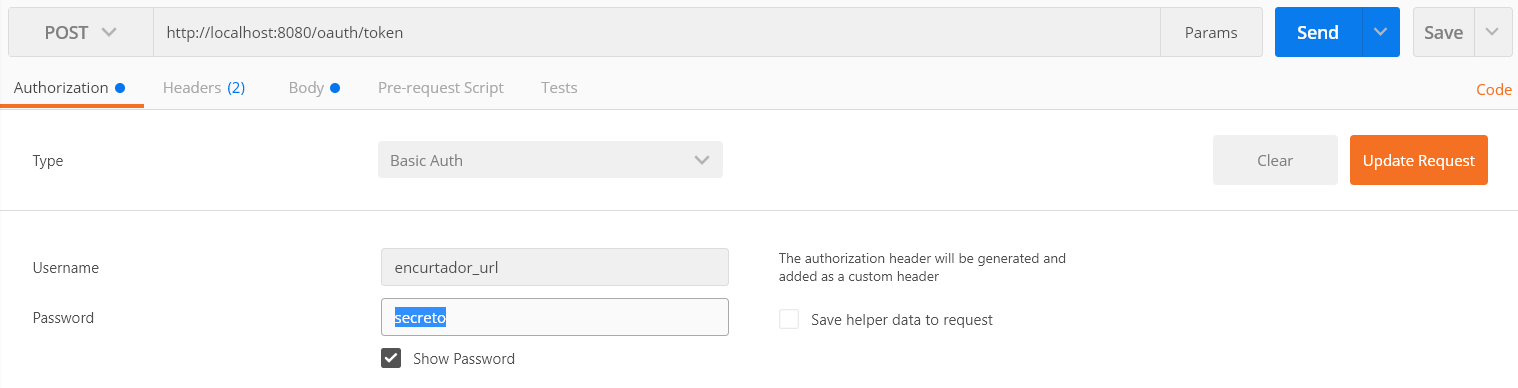 POST http://localhost:8080/oauth/token Params Send Save
Authorization Headers (2) Body Pre-request Script Tests Code
Type Basic Auth Clear Update Request
Username encurtador_url The authorization header will be generated and
added as a custom header
Password secreto Save helper data to request
Show Password